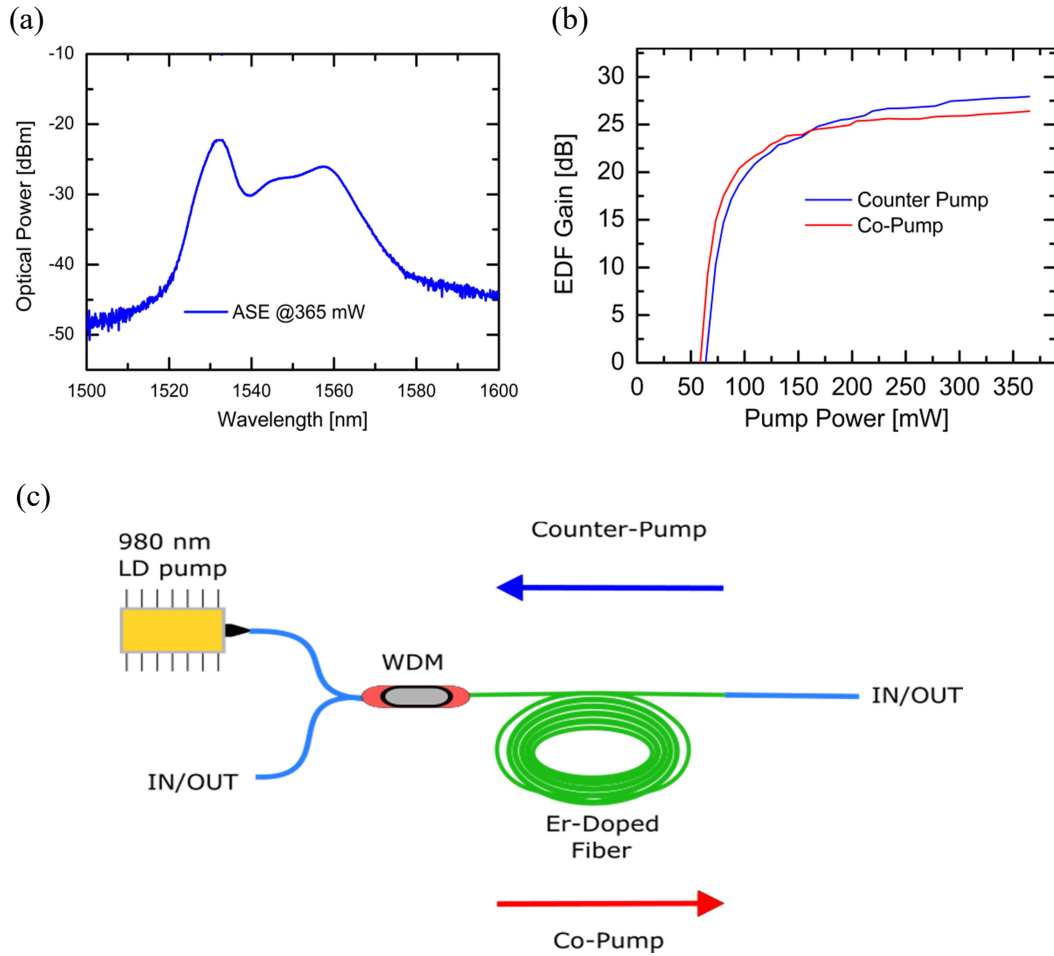 (a)
-10
-20
-30
-40
-50
Optical Power [dBm]
ASE @365 mW
1500 1520 1540 1560 1580 1600
Wavelength [nm]
(b)
30
25
20
15
10
5
0
EDF Gain [dB]
Counter Pump
Co-Pump
0 50 100 150 200 250 300 350
Pump Power [mW]
(c)
980 nm
LD pump
Counter-Pump
WDM
IN/OUT
IN/OUT
Er-Doped
Fiber
Co-Pump